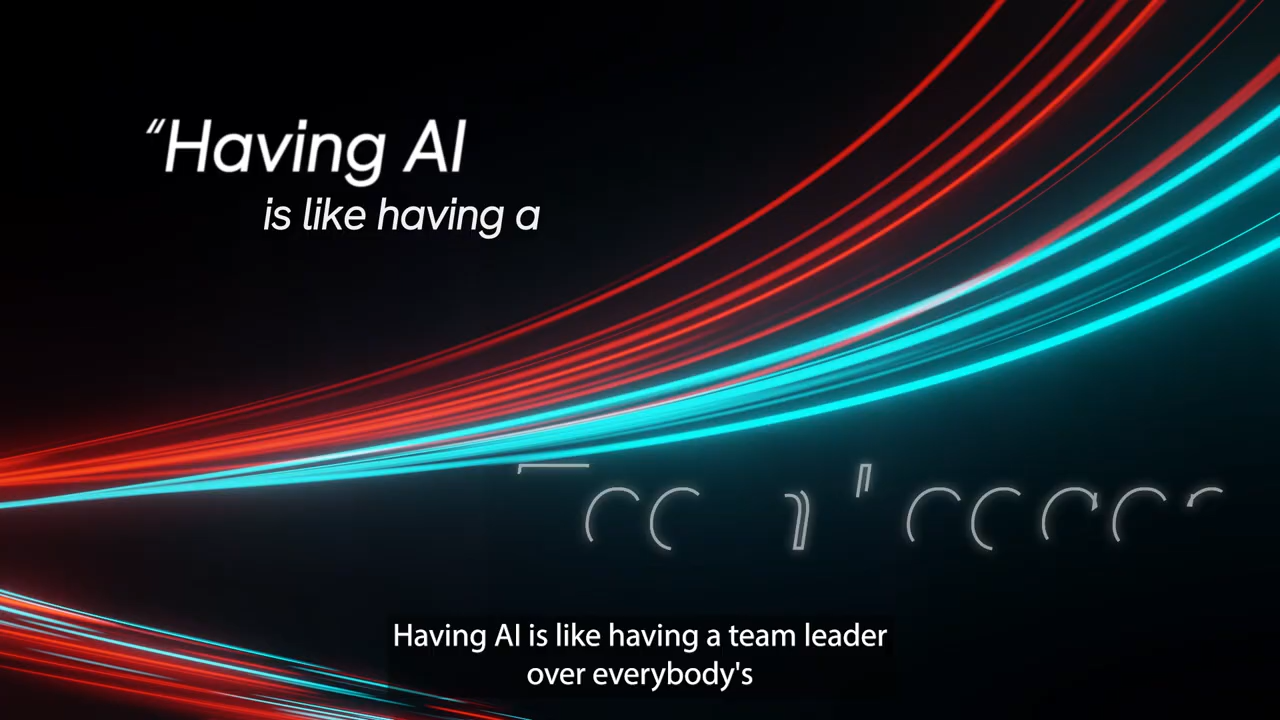 “Having AI
is like having a
Having AI is like having a team leader
over everybody's